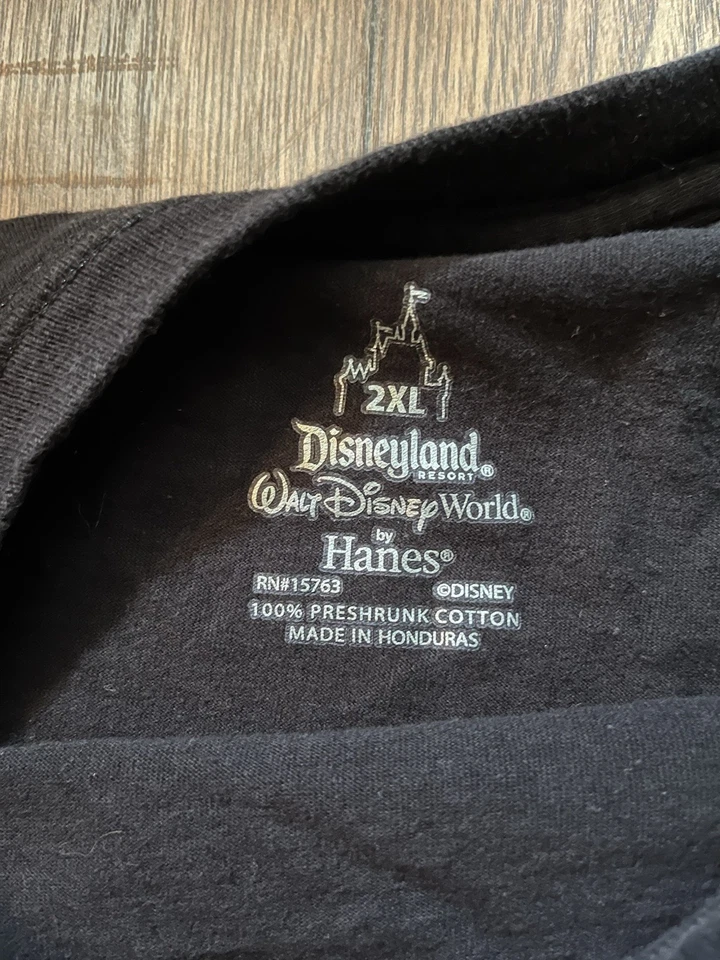 2XL
Disneyland®
RESORT
WALT DISNEY World®
by
Hanes®
RN#15763 ©DISNEY
100% PRESHRUNK COTTON
MADE IN HONDURAS